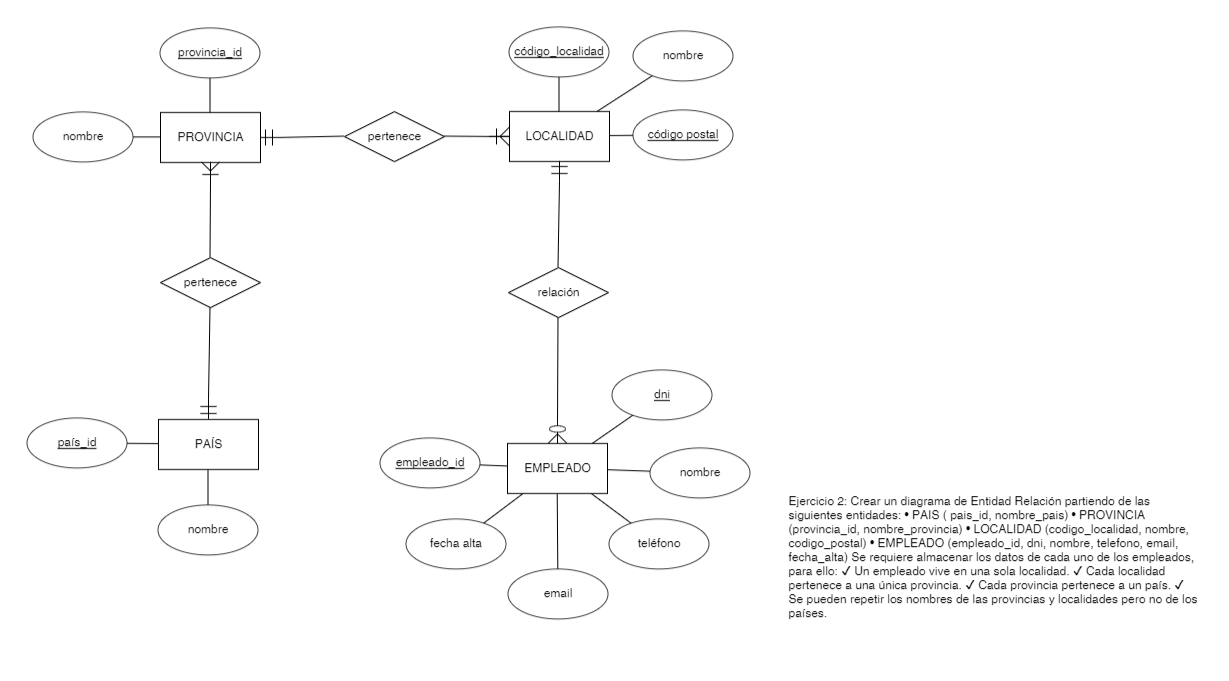 provincia_id
código_localidad
nombre
nombre
PROVINCIA
pertenece
LOCALIDAD
código postal
pertenece
relación
dni
país_id
PAÍS
empleado_id
EMPLEADO
nombre
nombre
fecha alta
teléfono
email
Ejercicio 2: Crear un diagrama de Entidad Relación partiendo de las
siguientes entidades: • PAIS ( pais_id, nombre_pais) • PROVINCIA
(provincia_id, nombre_provincia) • LOCALIDAD (codigo_localidad, nombre,
codigo_postal) • EMPLEADO (empleado_id, dni, nombre, telefono, email,
fecha_alta) Se requiere almacenar los datos de cada uno de los empleados,
para ello: ✓ Un empleado vive en una sola localidad. ✓ Cada localidad
pertenece a una única provincia. ✓ Cada provincia pertenece a un país. ✓
Se pueden repetir los nombres de las provincias y localidades pero no de los
países.